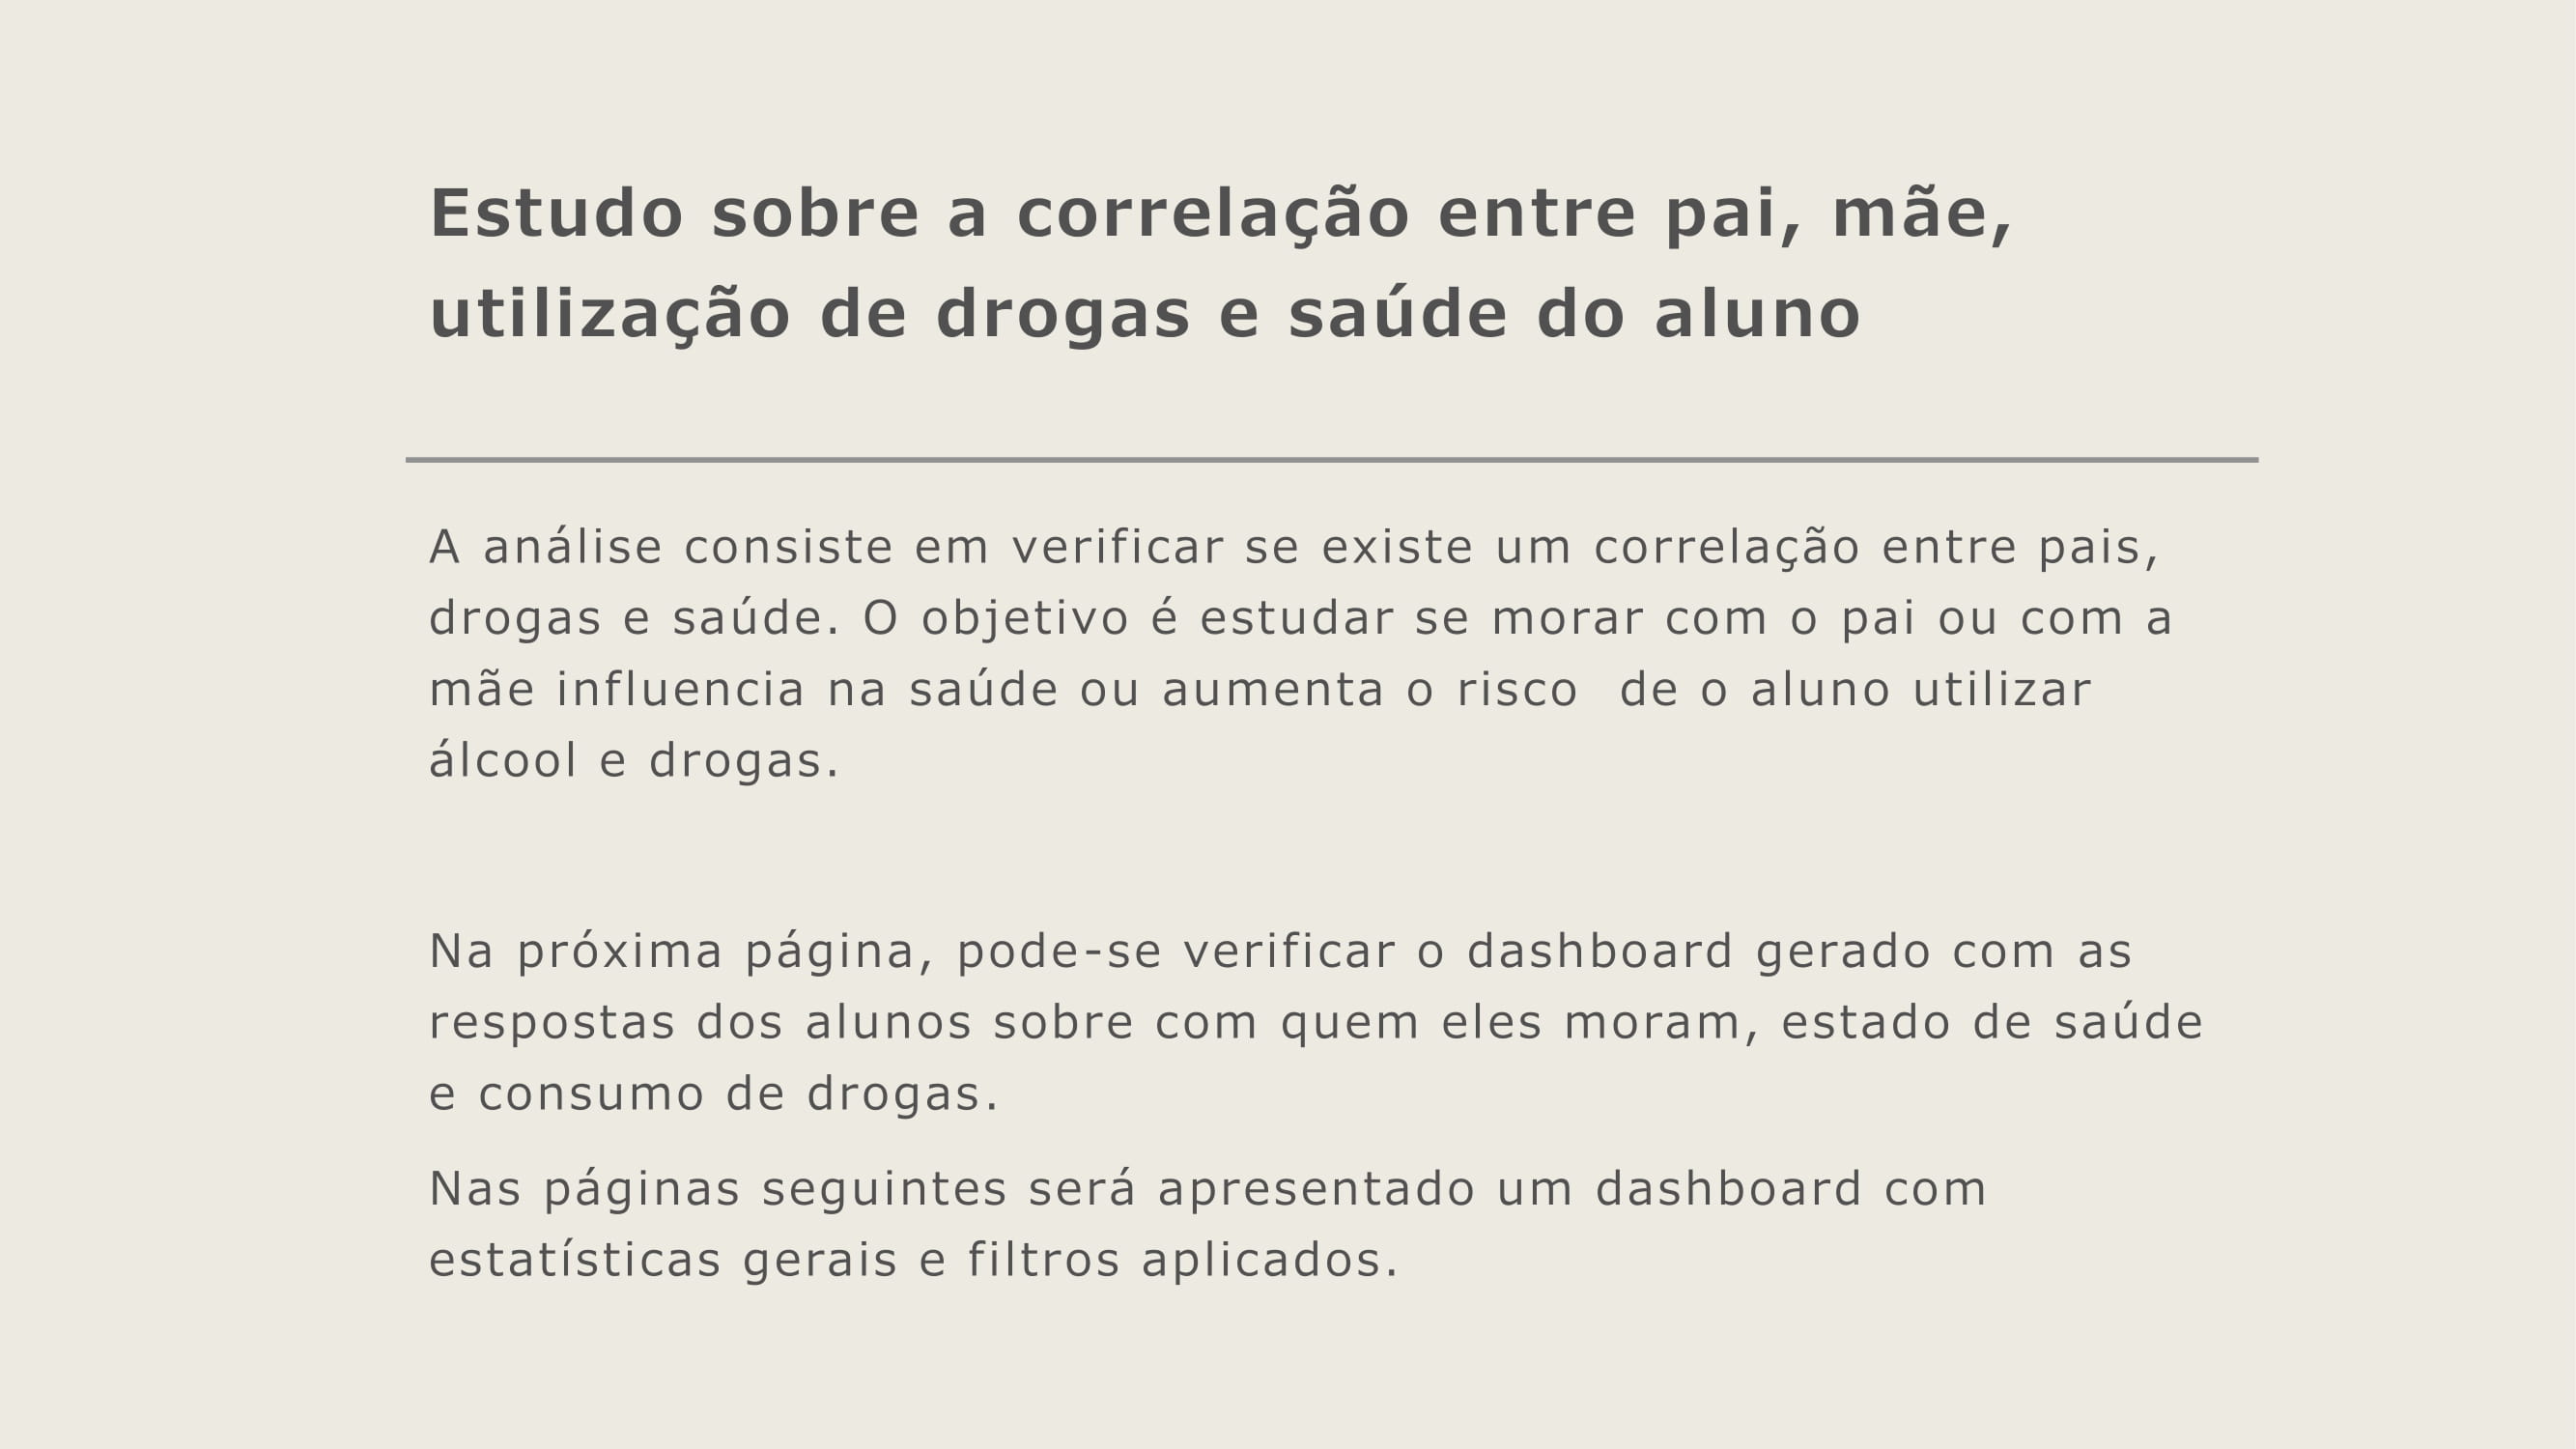 Estudo sobre a correlação entre pai, mãe,
utilização de drogas e saúde do aluno
A análise consiste em verificar se existe um correlação entre pais,
drogas e saúde. O objetivo é estudar se morar com o pai ou com a
mãe influencia na saúde ou aumenta o risco  de o aluno utilizar
álcool e drogas.
Na próxima página, pode-se verificar o dashboard gerado com as
respostas dos alunos sobre com quem eles moram, estado de saúde
e consumo de drogas.
Nas páginas seguintes será apresentado um dashboard com
estatísticas gerais e filtros aplicados.